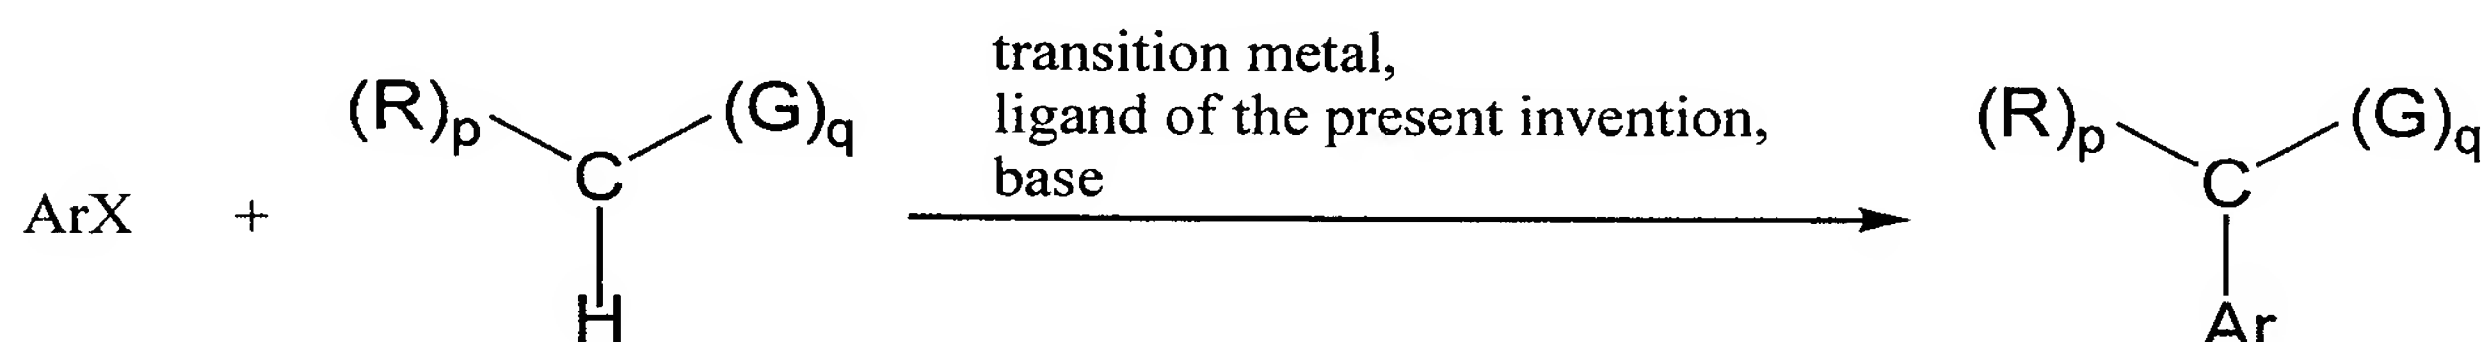 transition metal,
ligand of the present invention,
base
ArX + (R)p C (G)q H
(R)p C (G)q Ar